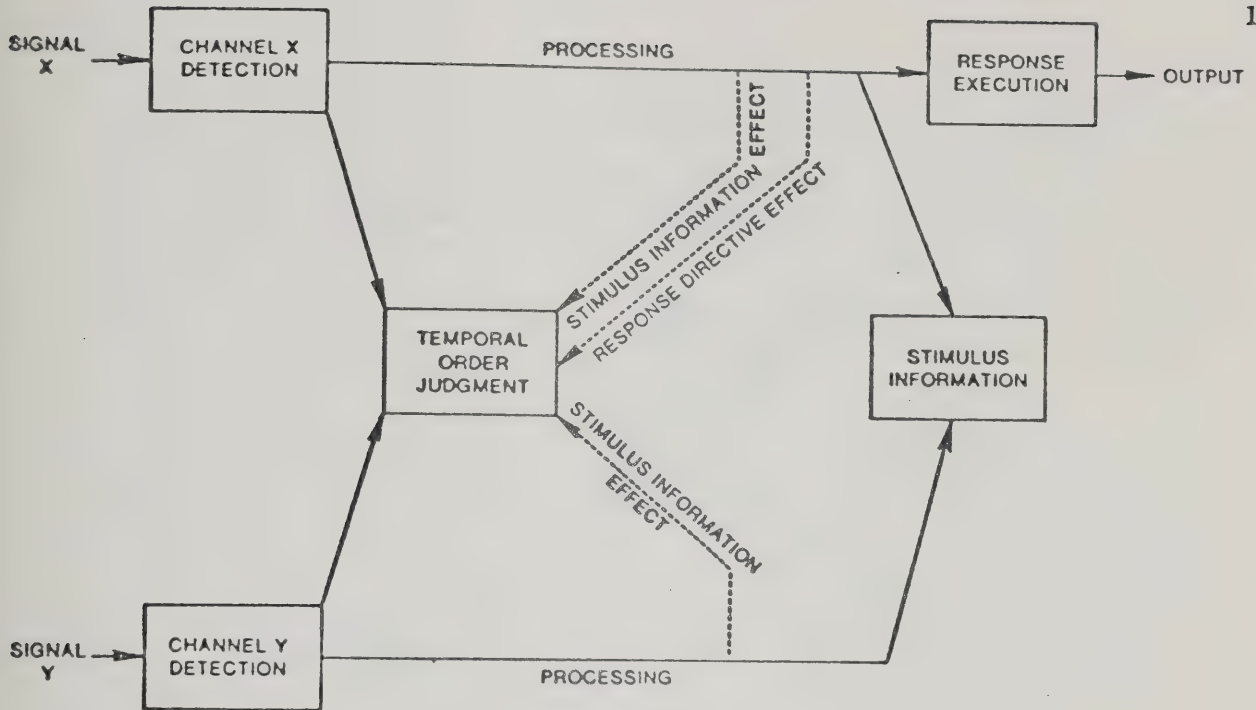 1
SIGNAL
X
CHANNEL X
DETECTION
PROCESSING
RESPONSE
EXECUTION
OUTPUT
STIMULUS INFORMATION EFFECT
RESPONSE DIRECTIVE EFFECT
TEMPORAL
ORDER
JUDGMENT
STIMULUS
INFORMATION
STIMULUS INFORMATION
EFFECT
SIGNAL
Y
CHANNEL Y
DETECTION
PROCESSING